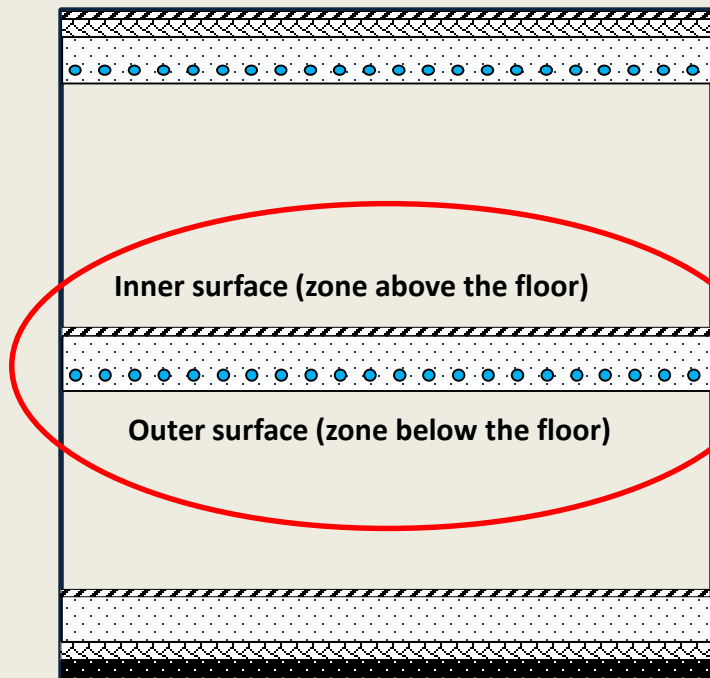 Inner surface (zone above the floor)
Outer surface (zone below the floor)